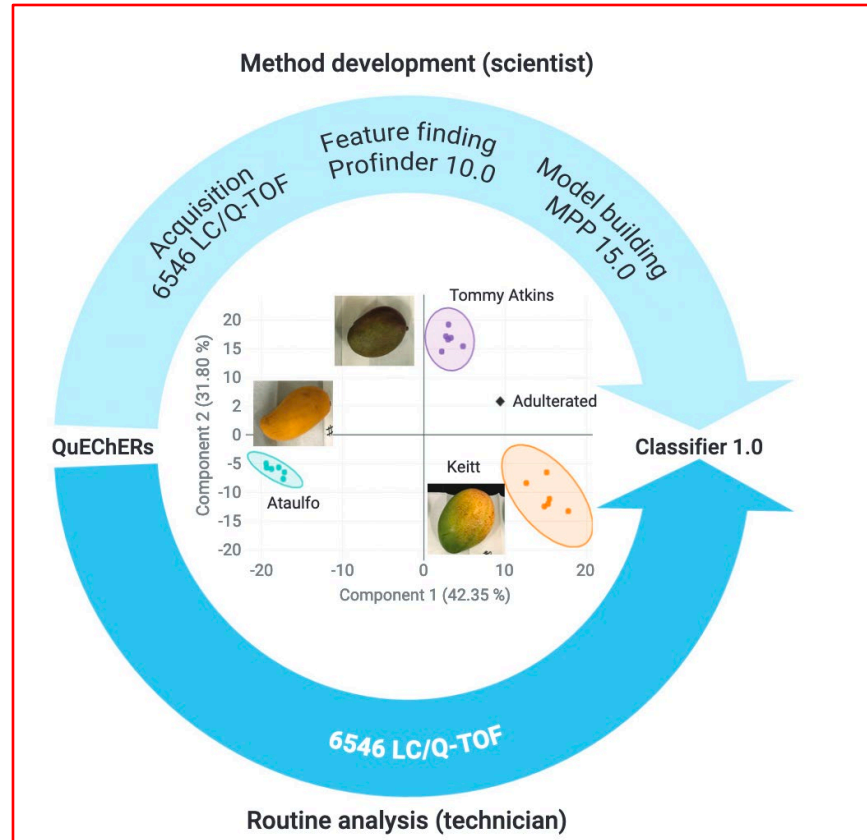 Method development (scientist)
Feature finding
Profinder 10.0
Acquisition
6546 LC/Q-TOF
Model building
MPP 15.0
Tommy Atkins
Adulterated
Keitt
Ataulfo
QuEChERs
Classifier 1.0
Component 2 (31.80 %)
20
15
10
2
0
-5
-10
-15
-20
-20
-10
0
10
20
Component 1 (42.35 %)
6546 LC/Q-TOF
Routine analysis (technician)